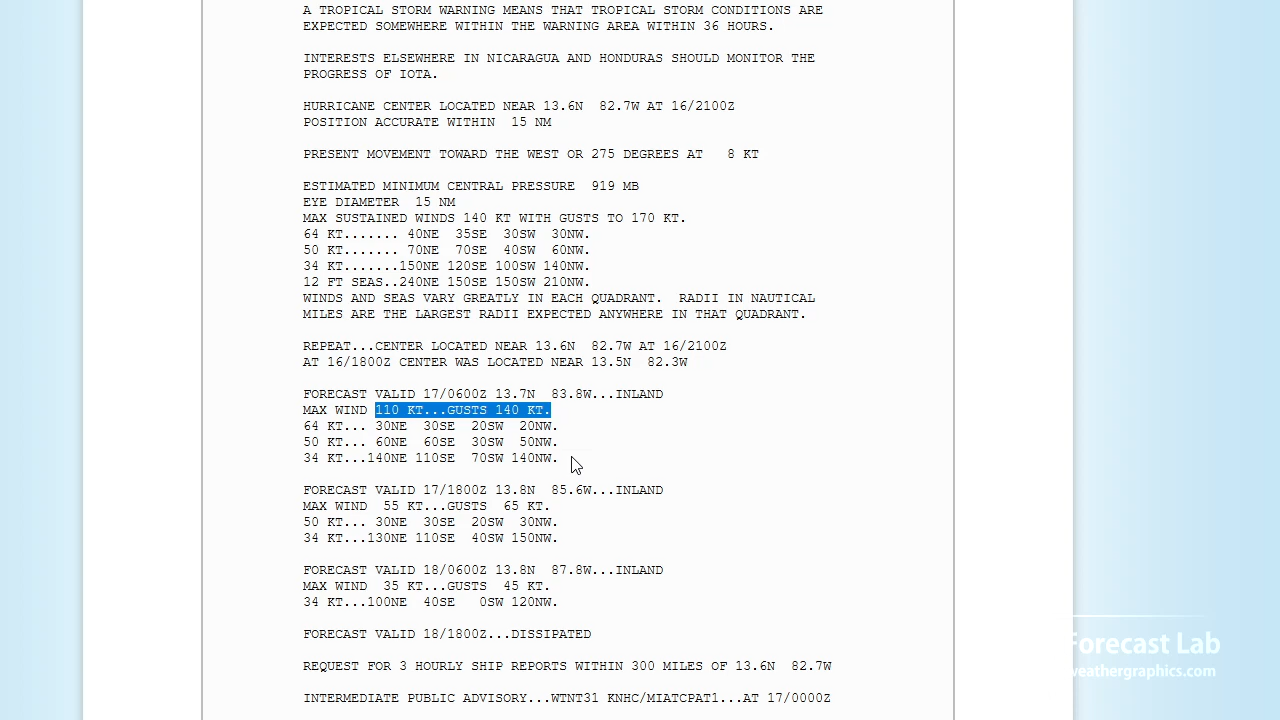 A TROPICAL STORM WARNING MEANS THAT TROPICAL STORM CONDITIONS ARE
EXPECTED SOMEWHERE WITHIN THE WARNING AREA WITHIN 36 HOURS.
INTERESTS ELSEWHERE IN NICARAGUA AND HONDURAS SHOULD MONITOR THE
PROGRESS OF IOTA.
HURRICANE CENTER LOCATED NEAR 13.6N  82.7W AT 16/2100Z
POSITION ACCURATE WITHIN  15 NM
PRESENT MOVEMENT TOWARD THE WEST OR 275 DEGREES AT   8 KT
ESTIMATED MINIMUM CENTRAL PRESSURE  919 MB
EYE DIAMETER  15 NM
MAX SUSTAINED WINDS 140 KT WITH GUSTS TO 170 KT.
64 KT....... 40NE  35SE  30SW  30NW.
50 KT....... 70NE  70SE  40SW  60NW.
34 KT.......150NE 120SE 100SW 140NW.
12 FT SEAS..240NE 150SE 150SW 210NW.
WINDS AND SEAS VARY GREATLY IN EACH QUADRANT.  RADII IN NAUTICAL
MILES ARE THE LARGEST RADII EXPECTED ANYWHERE IN THAT QUADRANT.
REPEAT...CENTER LOCATED NEAR 13.6N  82.7W AT 16/2100Z
AT 16/1800Z CENTER WAS LOCATED NEAR 13.5N  82.3W
FORECAST VALID 17/0600Z 13.7N  83.8W...INLAND
MAX WIND 110 KT...GUSTS 140 KT.
64 KT... 30NE  30SE  20SW  20NW.
50 KT... 60NE  60SE  30SW  50NW.
34 KT...140NE 110SE  70SW 140NW.
FORECAST VALID 17/1800Z 13.8N  85.6W...INLAND
MAX WIND  55 KT...GUSTS  65 KT.
50 KT... 30NE  30SE  20SW  30NW.
34 KT...130NE 110SE  40SW 150NW.
FORECAST VALID 18/0600Z 13.8N  87.8W...INLAND
MAX WIND  35 KT...GUSTS  45 KT.
34 KT...100NE  40SE   0SW 120NW.
FORECAST VALID 18/1800Z...DISSIPATED
REQUEST FOR 3 HOURLY SHIP REPORTS WITHIN 300 MILES OF 13.6N  82.7W
INTERMEDIATE PUBLIC ADVISORY...WTNT31 KNHC/MIATCPAT1...AT 17/0000Z
Forecast Lab
weathergraphics.com